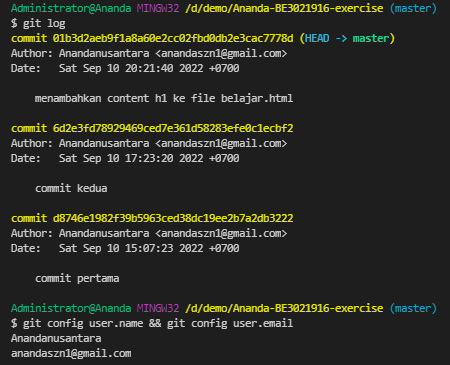 Administrator@Ananda MINGW32 /d/demo/Ananda-BE3021916-exercise (master)
$ git log
commit 01b3d2aeb9f1a8a60e2cc02fbd0db2e3cac7778d (HEAD -> master)
Author: Anandanusantara <anandaszn1@gmail.com>
Date:   Sat Sep 10 20:21:40 2022 +0700

    menambahkan content h1 ke file belajar.html

commit 6d2e3fd78929469ced7e361d58283efe0c1ecbf2
Author: Anandanusantara <anandaszn1@gmail.com>
Date:   Sat Sep 10 17:23:20 2022 +0700

    commit kedua

commit d8746e1982f39b5963ced38dc19ee2b7a2db3222
Author: Anandanusantara <anandaszn1@gmail.com>
Date:   Sat Sep 10 15:07:23 2022 +0700

    commit pertama

Administrator@Ananda MINGW32 /d/demo/Ananda-BE3021916-exercise (master)
$ git config user.name && git config user.email
Anandanusantara
anandaszn1@gmail.com